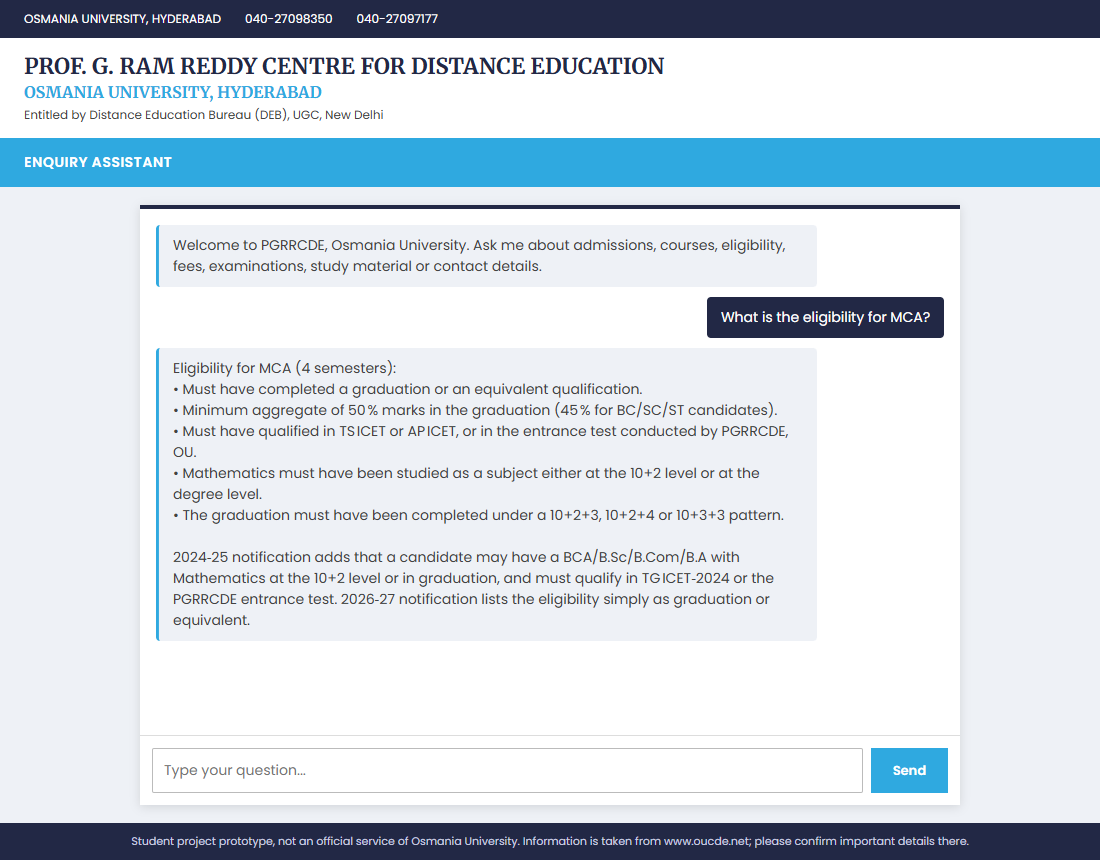 OSMANIA UNIVERSITY, HYDERABAD 040-27098350 040-27097177
PROF. G. RAM REDDY CENTRE FOR DISTANCE EDUCATION
OSMANIA UNIVERSITY, HYDERABAD
Entitled by Distance Education Bureau (DEB), UGC, New Delhi
ENQUIRY ASSISTANT
Welcome to PGRRCDE, Osmania University. Ask me about admissions, courses, eligibility,
fees, examinations, study material or contact details.
What is the eligibility for MCA?
Eligibility for MCA (4 semesters):
• Must have completed a graduation or an equivalent qualification.
• Minimum aggregate of 50 % marks in the graduation (45 % for BC/SC/ST candidates).
• Must have qualified in TS ICET or AP ICET, or in the entrance test conducted by PGRRCDE,
OU.
• Mathematics must have been studied as a subject either at the 10+2 level or at the
degree level.
• The graduation must have been completed under a 10+2+3, 10+2+4 or 10+3+3 pattern.
2024-25 notification adds that a candidate may have a BCA/B.Sc/B.Com/B.A with
Mathematics at the 10+2 level or in graduation, and must qualify in TG ICET-2024 or the
PGRRCDE entrance test. 2026-27 notification lists the eligibility simply as graduation or
equivalent.
Type your question...
Send
Student project prototype, not an official service of Osmania University. Information is taken from www.oucde.net; please confirm important details there.